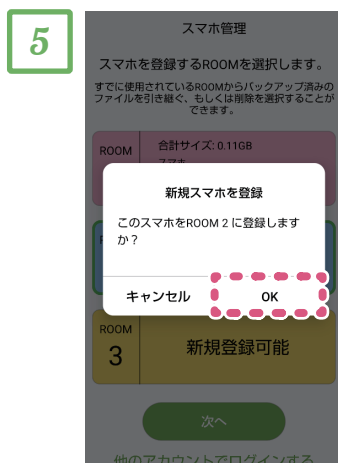 5
スマホ管理
スマホを登録するROOMを選択します。
すでに使用されているROOMからバックアップ済みの
ファイルを引き継ぐ、もしくは削除を選択することが
できます。
ROOM
合計サイズ: 0.11GB
スマホ
新規スマホを登録
このスマホをROOM 2 に登録します
か？
キャンセル
OK
ROOM
3
新規登録可能
次へ
他のアカウントでログインする